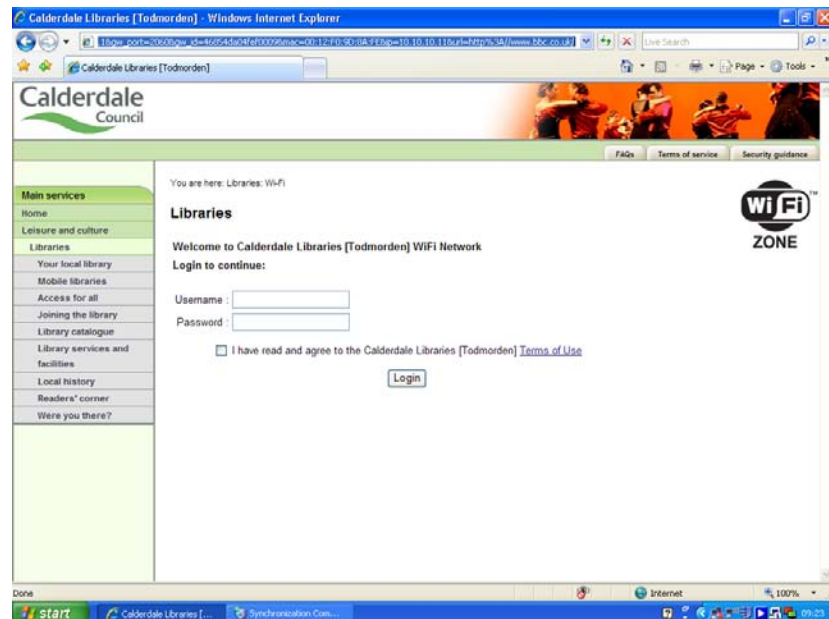 Calderdale Libraries [Todmorden] - Windows Internet Explorer
Live Search
Calderdale Libraries [Todmorden]
Page
Tools
Calderdale
Council
FAQs
Terms of service
Security guidance
You are here: Libraries: Wi-Fi
Main services
Home
Leisure and culture
Libraries
Your local library
Mobile libraries
Access for all
Joining the library
Library catalogue
Library services and
facilities
Local history
Readers' corner
Were you there?
Libraries
Welcome to Calderdale Libraries [Todmorden] WiFi Network
Login to continue:
Username :
Password :
I have read and agree to the Calderdale Libraries [Todmorden] Terms of Use
Login
Wi Fi
TM
ZONE
Done
Internet
100%
start
Calderdale Libraries [...
Synchronization Com...
09:23